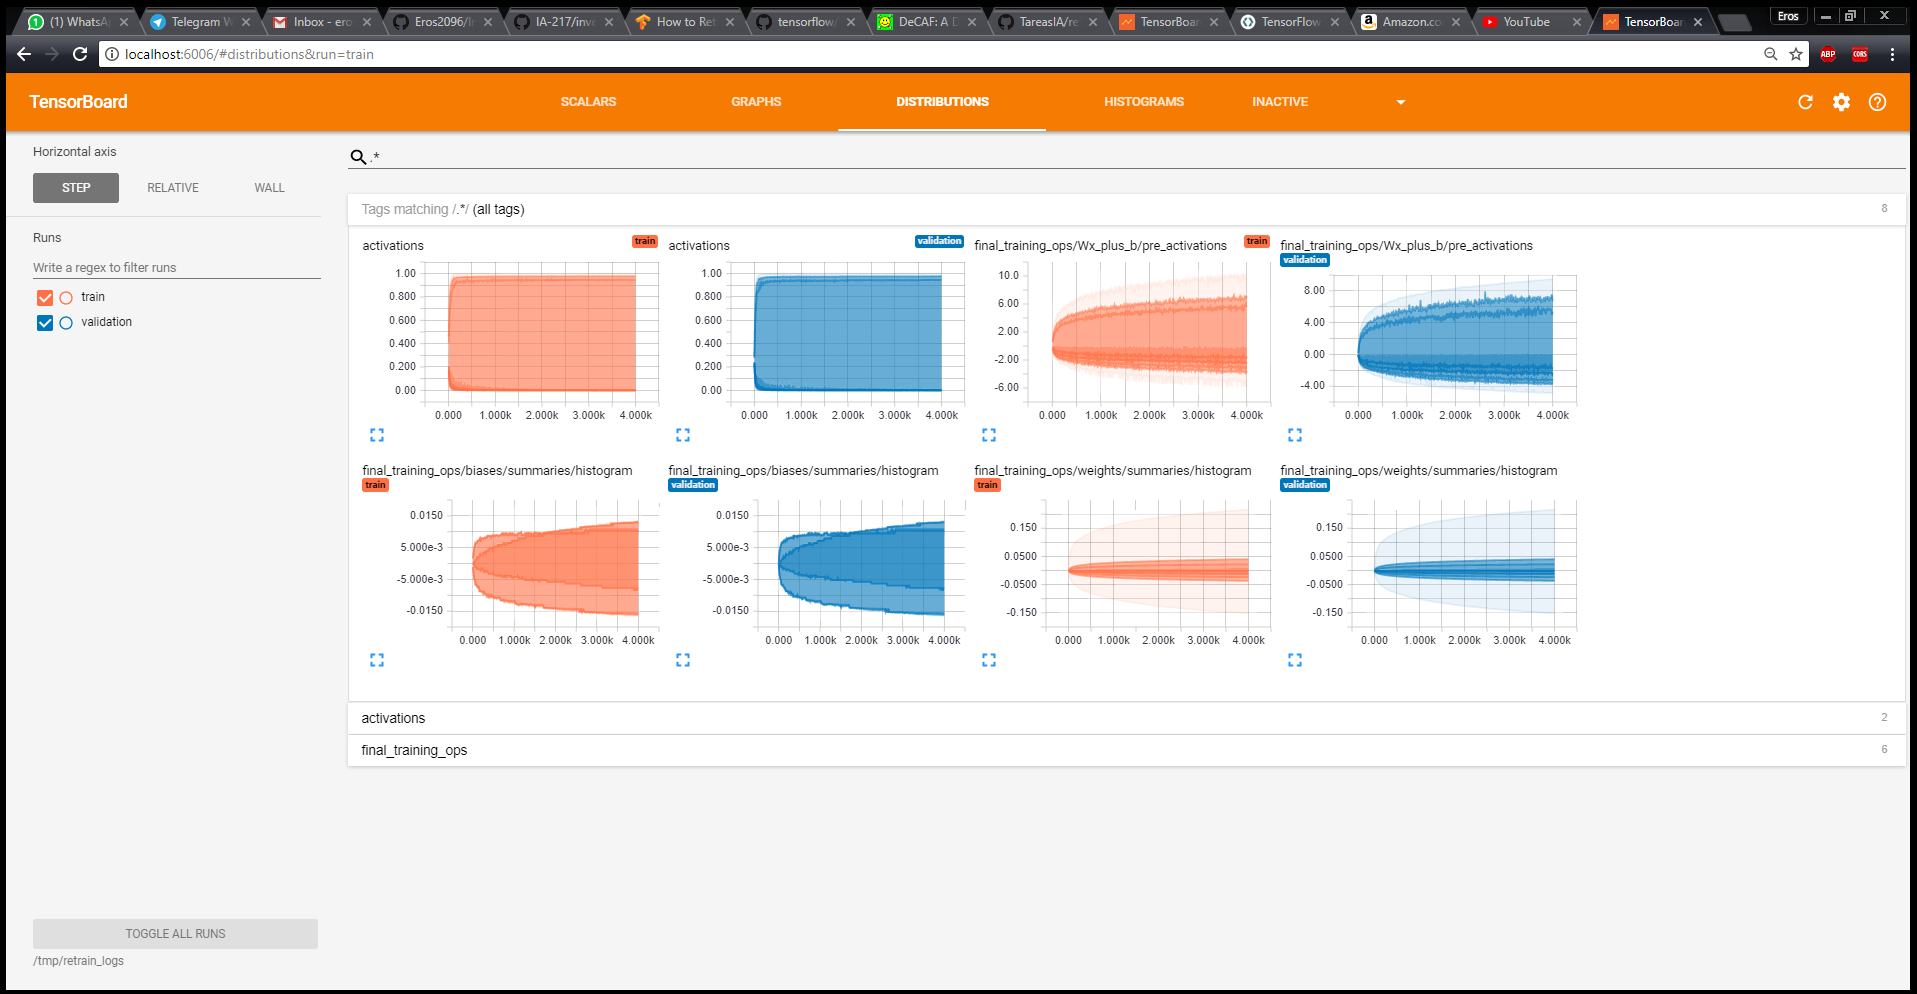 (1) WhatsA
Telegram W
Inbox - ero
Eros2096/In
IA-217/inve
How to Ret
tensorflow/
DeCAF: A D
TareasIA/re
TensorBoar
TensorFlow
Amazon.co
YouTube
TensorBoar
Eros
localhost:6006/#distributions&run=train
ABP
CORS
TensorBoard
SCALARS
GRAPHS
DISTRIBUTIONS
HISTOGRAMS
INACTIVE
Horizontal axis
STEP RELATIVE WALL
Runs
Write a regex to filter runs
train
validation
TOGGLE ALL RUNS
/tmp/retrain_logs
.*
Tags matching /.*/ (all tags) 8
activations train
1.00
0.800
0.600
0.400
0.200
0.00
0.000 1.000k 2.000k 3.000k 4.000k
activations validation
1.00
0.800
0.600
0.400
0.200
0.00
0.000 1.000k 2.000k 3.000k 4.000k
final_training_ops/Wx_plus_b/pre_activations train
10.0
6.00
2.00
-2.00
-6.00
0.000 1.000k 2.000k 3.000k 4.000k
final_training_ops/Wx_plus_b/pre_activations
validation
8.00
4.00
0.00
-4.00
0.000 1.000k 2.000k 3.000k 4.000k
final_training_ops/biases/summaries/histogram
train
0.0150
5.000e-3
-5.000e-3
-0.0150
0.000 1.000k 2.000k 3.000k 4.000k
final_training_ops/biases/summaries/histogram
validation
0.0150
5.000e-3
-5.000e-3
-0.0150
0.000 1.000k 2.000k 3.000k 4.000k
final_training_ops/weights/summaries/histogram
train
0.150
0.0500
-0.0500
-0.150
0.000 1.000k 2.000k 3.000k 4.000k
final_training_ops/weights/summaries/histogram
validation
0.150
0.0500
-0.0500
-0.150
0.000 1.000k 2.000k 3.000k 4.000k
activations 2
final_training_ops 6